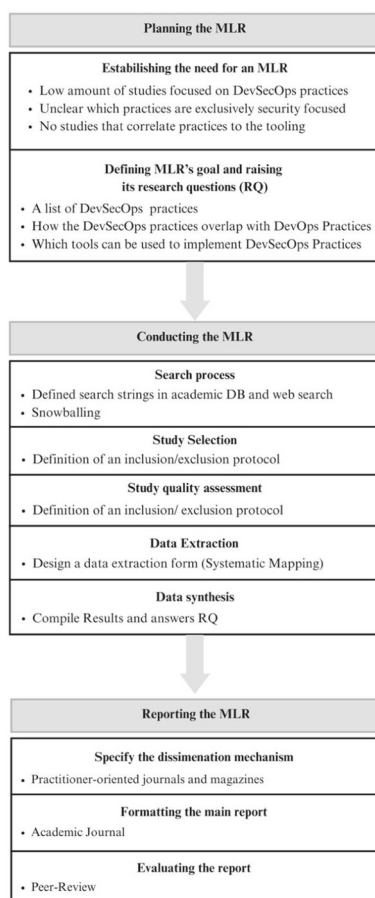 Planning the MLR
Estabilishing the need for an MLR
• Low amount of studies focused on DevSecOps practices
• Unclear which practices are exclusively security focused
• No studies that correlate practices to the tooling
Defining MLR's goal and raising
its research questions (RQ)
• A list of DevSecOps practices
• How the DevSecOps practices overlap with DevOps Practices
• Which tools can be used to implement DevSecOps Practices
Conducting the MLR
Search process
• Defined search strings in academic DB and web search
• Snowballing
Study Selection
• Definition of an inclusion/exclusion protocol
Study quality assessment
• Definition of an inclusion/ exclusion protocol
Data Extraction
• Design a data extraction form (Systematic Mapping)
Data synthesis
• Compile Results and answers RQ
Reporting the MLR
Specify the dissimenation mechanism
• Practitioner-oriented journals and magazines
Formatting the main report
• Academic Journal
Evaluating the report
• Peer-Review